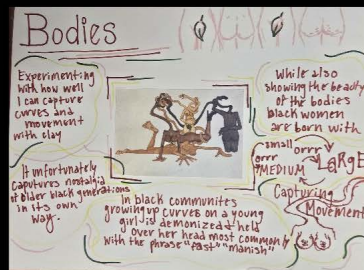 Bodies
Experimenting
with how well
I can capture
curves and
movement
with clay
While also
showing the beauty
of the bodies
black women
are born with
small orrr
orrr
MEDIUM
LARGE
It unfortunately
caputures nostalgia
of older black generations
in its own
way.
In black communites
growing up curves on a young
girl is demonized + held
over her head most commonly
with the phrase "fast" "manish"
Capturing
Movement